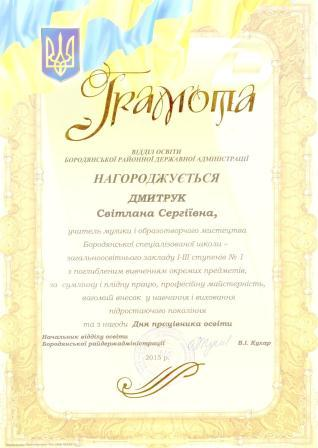 Грамота
ВІДДІЛ ОСВІТИ
БОРОДЯНСЬКОЇ РАЙОННОЇ ДЕРЖАВНОЇ АДМІНІСТРАЦІЇ
НАГОРОДЖУЄТЬСЯ
ДМИТРУК
Світлана Сергіївна,
учитель музики і образотворчого мистецтва
Бородянської спеціалізованої школи –
загальноосвітнього закладу І-ІІІ ступенів № 1
з поглибленим вивченням окремих предметів,
за сумлінну і плідну працю, професійну майстерність,
вагомий внесок у навчання і виховання
підростаючого покоління
та з нагоди Дня працівника освіти
Начальник відділу освіти
Бородянської райдержадміністрації В.І. Кухар
2015 р.